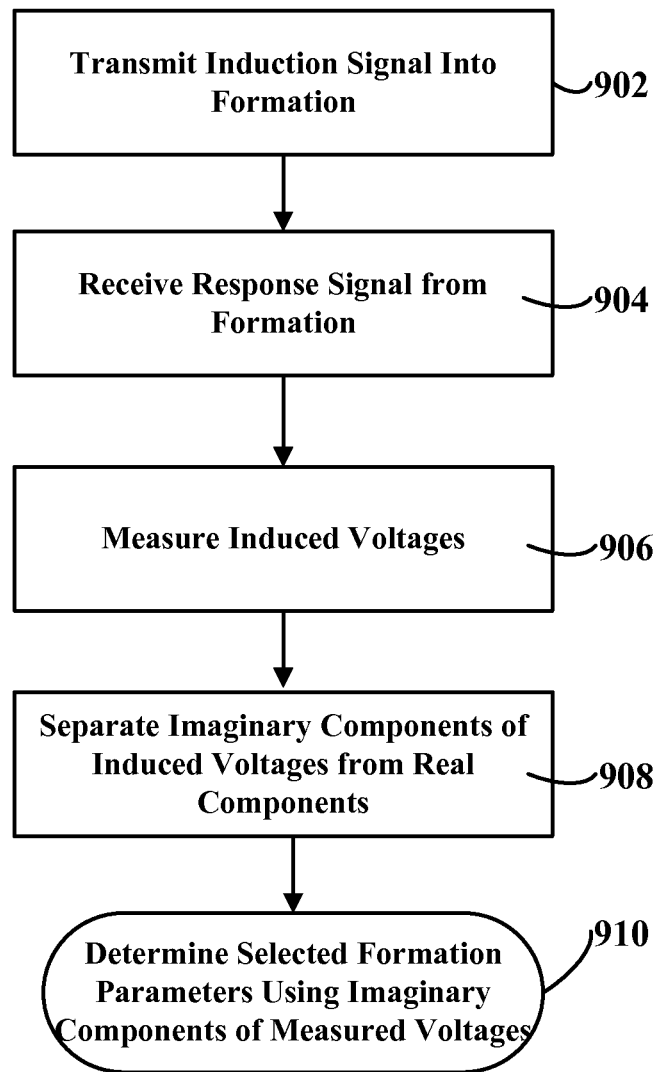 Transmit Induction Signal Into
Formation
902
Receive Response Signal from
Formation
904
Measure Induced Voltages
906
Separate Imaginary Components of
Induced Voltages from Real
Components
908
Determine Selected Formation
Parameters Using Imaginary
Components of Measured Voltages
910